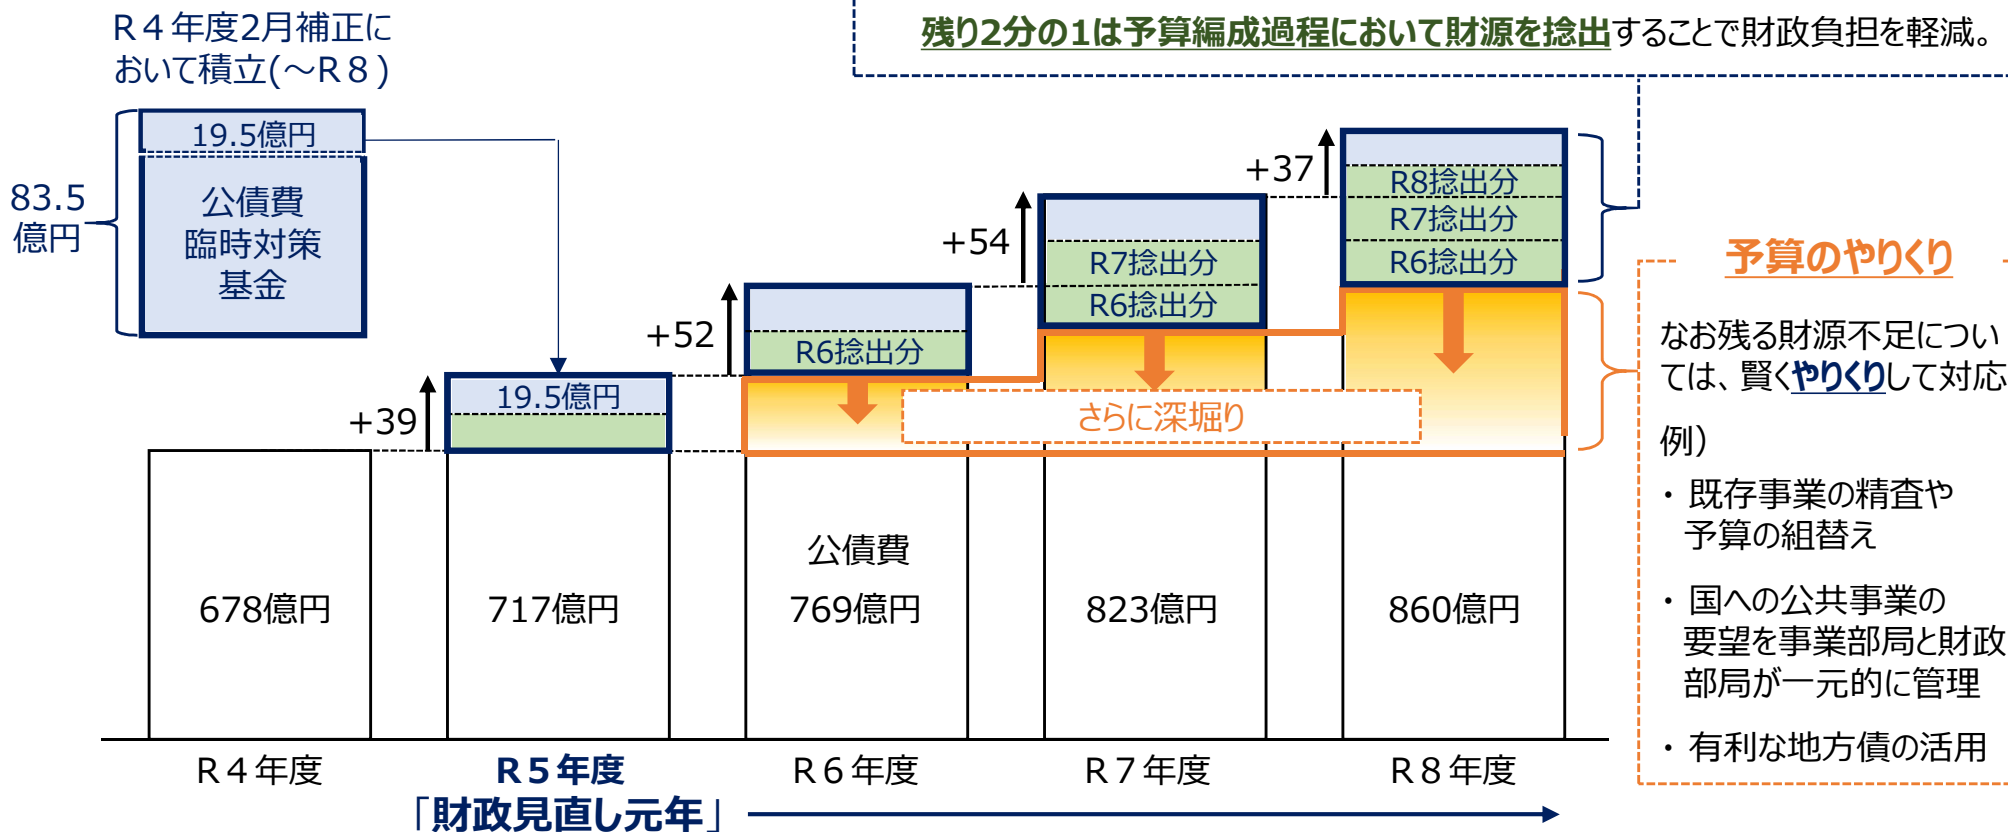 R４年度2月補正に
おいて積立(～R８)
残り2分の1は予算編成過程において財源を捻出することで財政負担を軽減。
83.5
億円
19.5億円
公債費
臨時対策
基金
+39
19.5億円
+52
R6捻出分
+54
R7捻出分
R6捻出分
+37
R8捻出分
R7捻出分
R6捻出分
さらに深堀り
予算のやりくり
なお残る財源不足につい
ては、賢くやりくりして対応
例）
・ 既存事業の精査や
予算の組替え
・ 国への公共事業の
要望を事業部局と財政
部局が一元的に管理
・ 有利な地方債の活用
678億円
717億円
公債費
769億円
823億円
860億円
R４年度
R５年度
R６年度
R７年度
R８年度
「財政見直し元年」